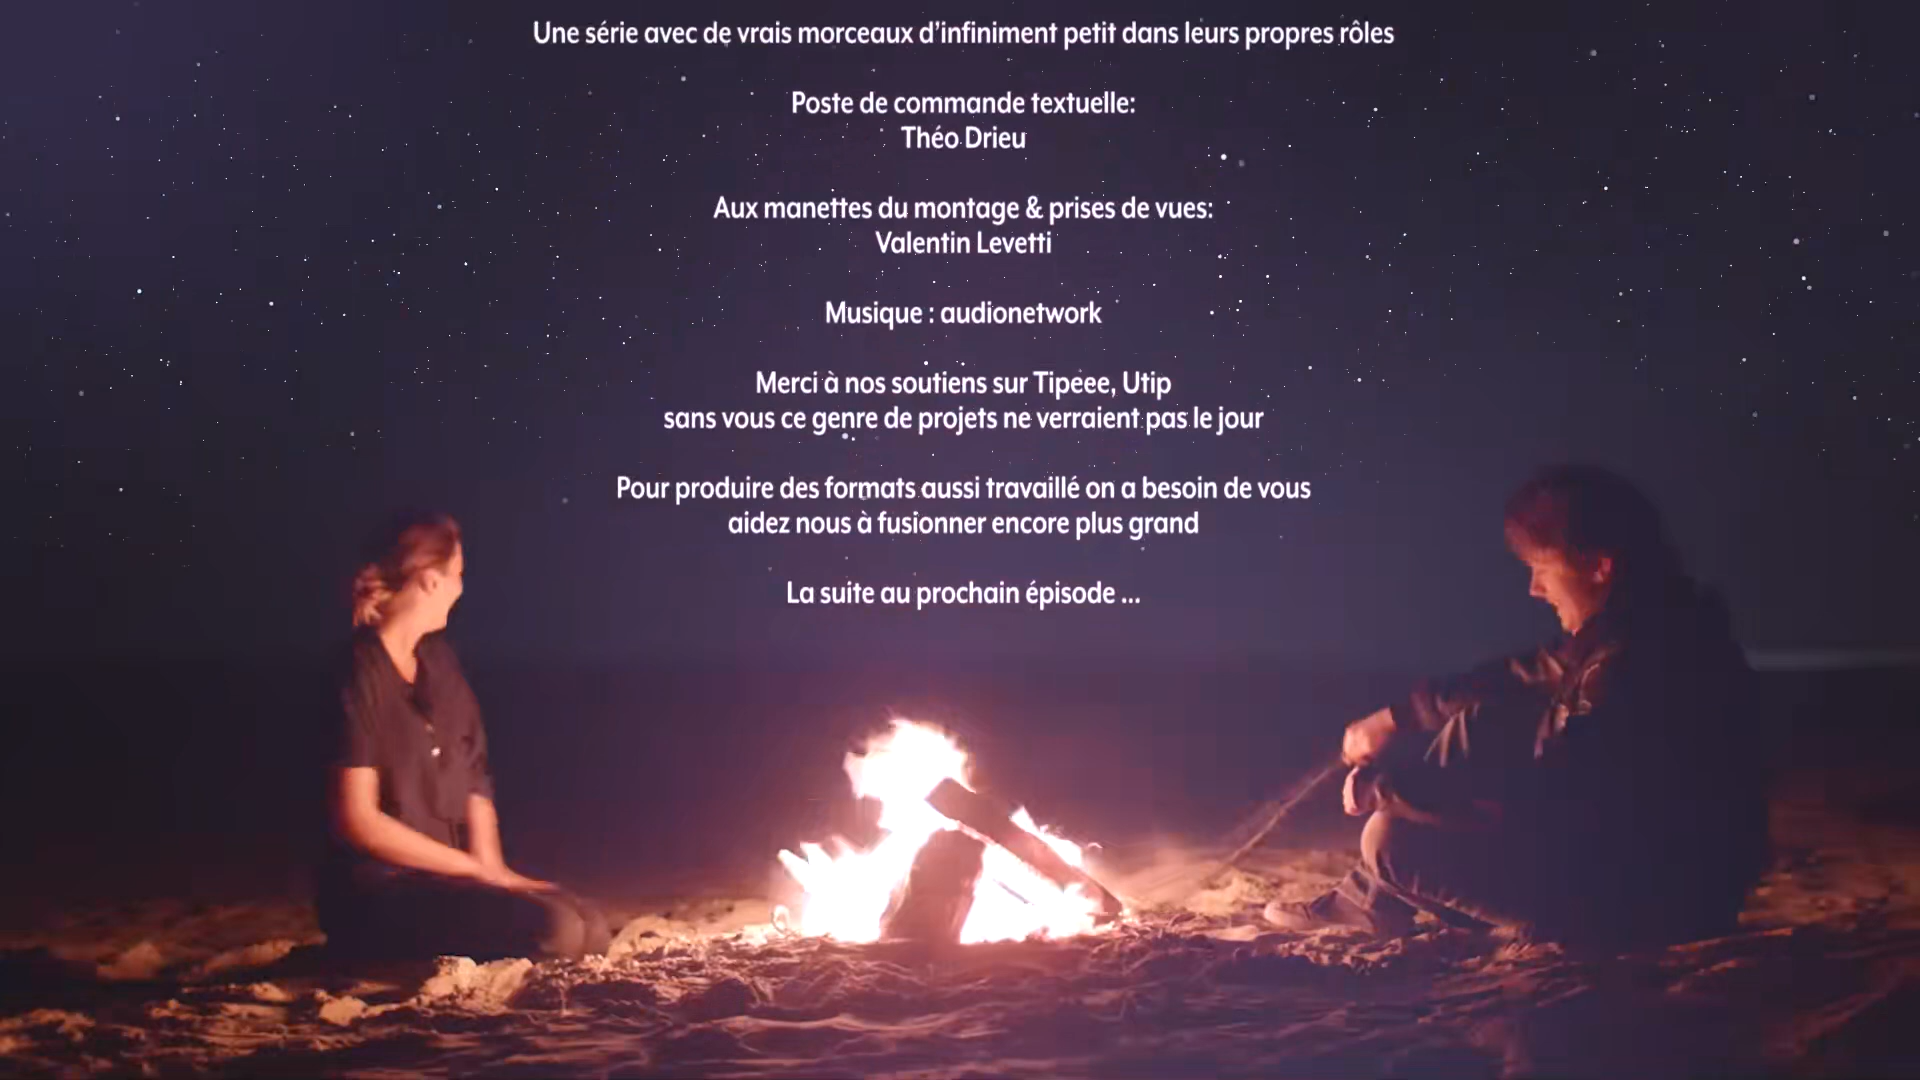 Une série avec de vrais morceaux d’infiniment petit dans leurs propres rôles
Poste de commande textuelle:
Théo Drieu
Aux manettes du montage & prises de vues:
Valentin Levetti
Musique : audionetwork
Merci à nos soutiens sur Tipeee, Utip
sans vous ce genre de projets ne verraient pas le jour
Pour produire des formats aussi travaillé on a besoin de vous
aidez nous à fusionner encore plus grand
La suite au prochain épisode ...